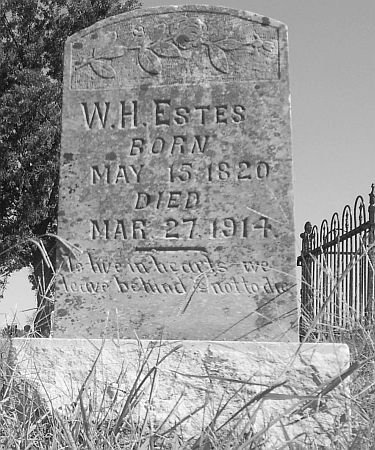 W.H. ESTES
BORN
MAY 15. 1820
DIED
MAR. 27. 1914
To live in hearts we
leave behind is not to die